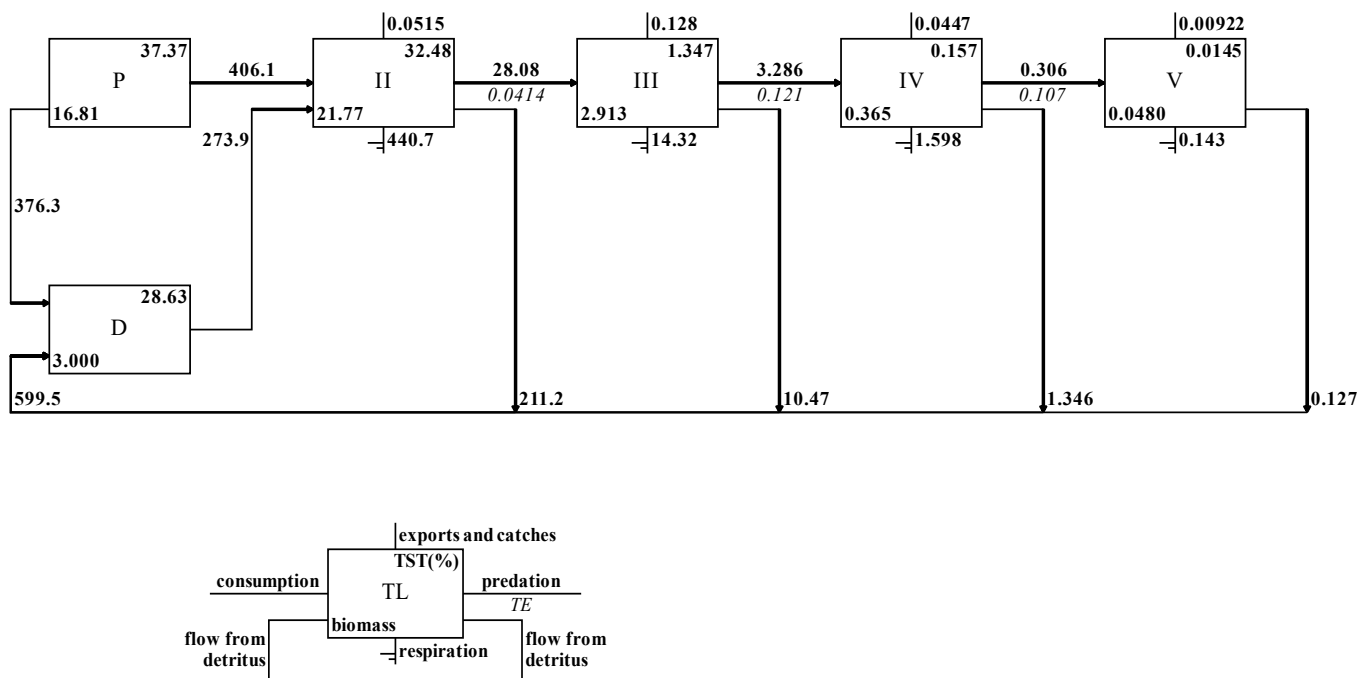 0.0515 0.128 0.0447 0.00922
37.37 32.48 1.347 0.157 0.0145
P 406.1 II 28.08 III 3.286 IV 0.306 V
0.0414 0.121 0.107
16.81 21.77 2.913 0.365 0.0480
273.9 440.7 14.32 1.598 0.143
376.3
28.63
D
3.000
599.5 211.2 10.47 1.346 0.127
exports and catches
TST(%)
consumption TL predation
TE
biomass
flow from detritus
respiration
flow from detritus